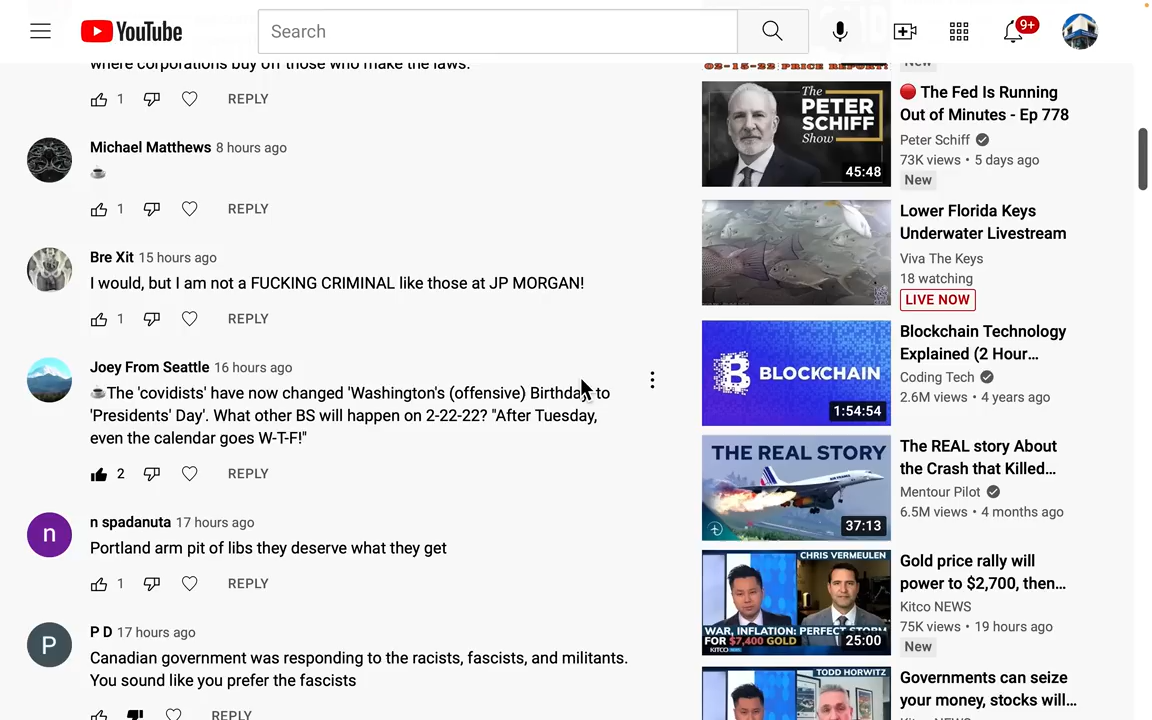 YouTube
Search
9+
where corporations buy off those who make the laws.
1
REPLY
Michael Matthews 8 hours ago
☕
1
REPLY
Bre Xit 15 hours ago
I would, but I am not a FUCKING CRIMINAL like those at JP MORGAN!
1
REPLY
Joey From Seattle 16 hours ago
☕The 'covidists' have now changed 'Washington's (offensive) Birthday to
'Presidents' Day'. What other BS will happen on 2-22-22? "After Tuesday,
even the calendar goes W-T-F!"
2
REPLY
n
n spadanuta 17 hours ago
Portland arm pit of libs they deserve what they get
1
REPLY
P
P D 17 hours ago
Canadian government was responding to the racists, fascists, and militants.
You sound like you prefer the fascists
REPLY
02-15-22 PRICE REPORT!
New
The
PETER
SCHIFF
Show
45:48
🔴 The Fed Is Running
Out of Minutes - Ep 778
Peter Schiff
73K views • 5 days ago
New
Lower Florida Keys
Underwater Livestream
Viva The Keys
18 watching
LIVE NOW
BLOCKCHAIN
1:54:54
Blockchain Technology
Explained (2 Hour...
Coding Tech
2.6M views • 4 years ago
THE REAL STORY
AIR FRANCE
37:13
The REAL story About
the Crash that Killed...
Mentour Pilot
6.5M views • 4 months ago
CHRIS VERMEULEN
WAR, INFLATION: PERFECT STORM
FOR $7,400 GOLD
KITCO NEWS
25:00
Gold price rally will
power to $2,700, then...
Kitco NEWS
75K views • 19 hours ago
New
TODD HORWITZ
Governments can seize
your money, stocks will...
Kitco NEWS